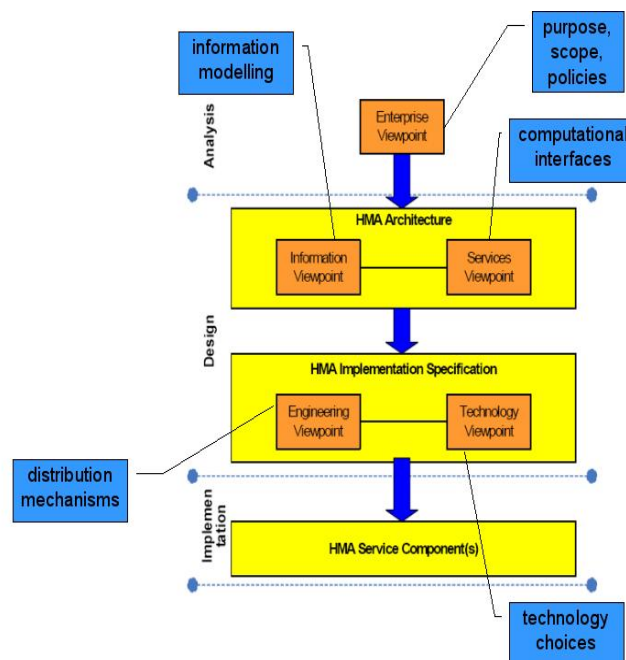 information
modelling
purpose,
scope,
policies
Analysis
Enterprise
Viewpoint
computational
interfaces
HMA Architecture
Information
Viewpoint
Services
Viewpoint
Design
HMA Implementation Specification
Engineering
Viewpoint
Technology
Viewpoint
distribution
mechanisms
Implemen
tation
HMA Service Component(s)
technology
choices